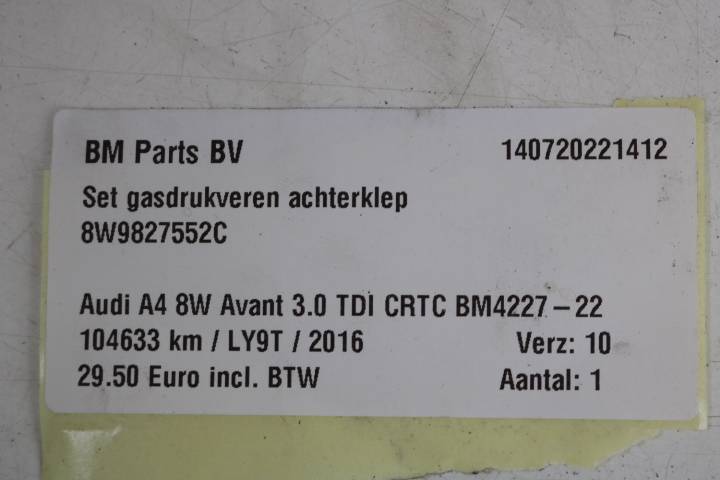 BM Parts BV 140720221412
Set gasdrukveren achterklep
8W9827552C
Audi A4 8W Avant 3.0 TDI CRTC BM4227-22
104633 km / LY9T / 2016 Verz: 10
29.50 Euro incl. BTW Aantal: 1